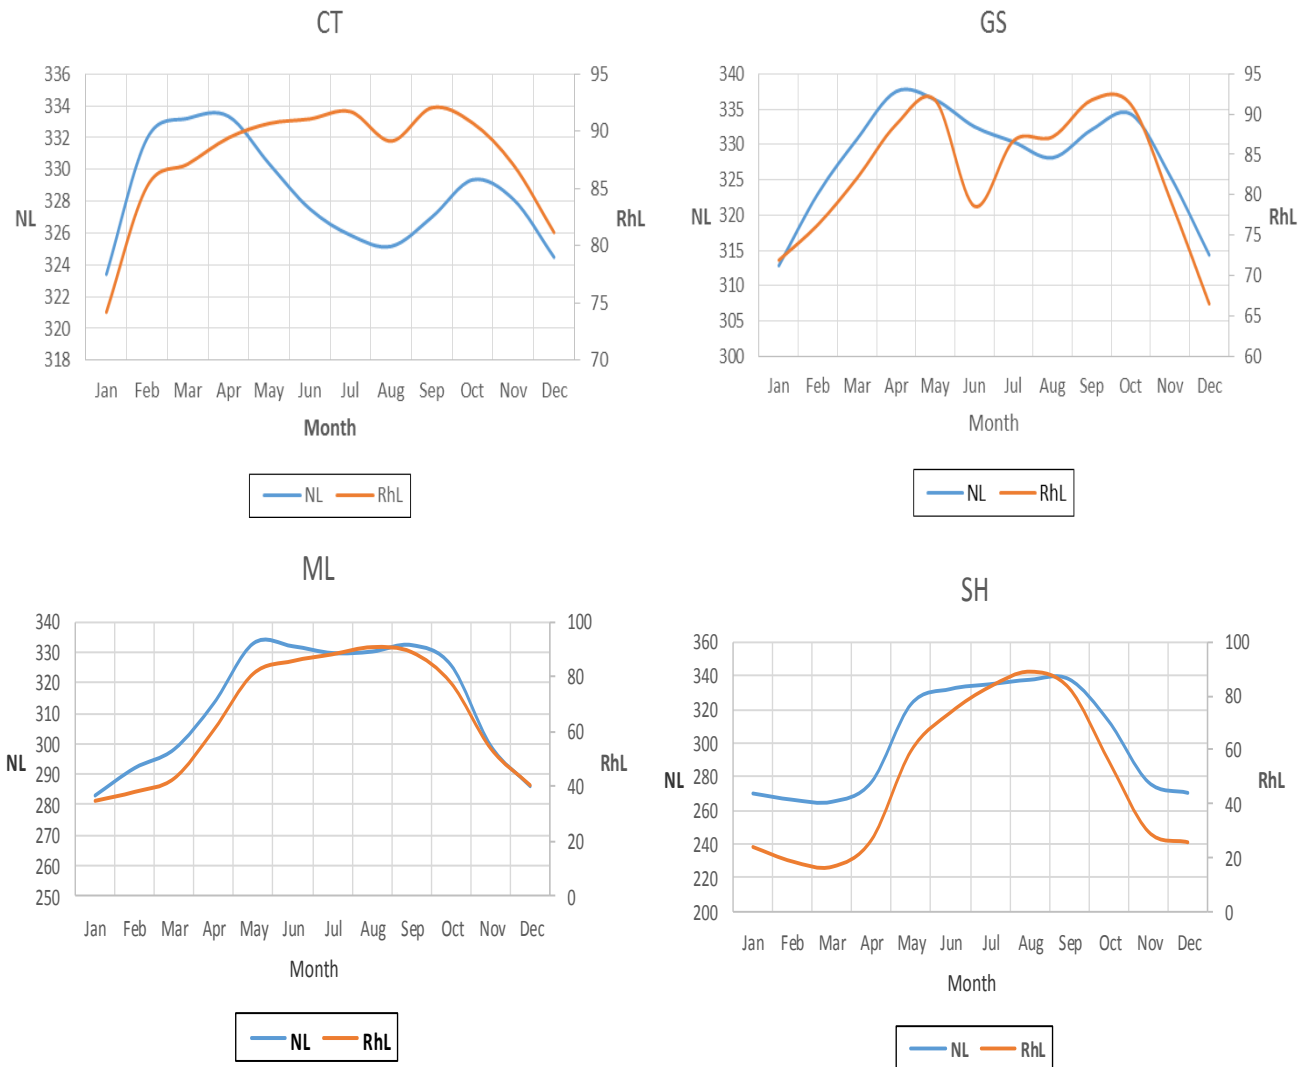 CT
336
334
332
330
328
326
324
322
320
318
NL
95
90
85
80
75
70
RhL
Jan Feb Mar Apr May Jun Jul Aug Sep Oct Nov Dec
Month
NL RhL
GS
340
335
330
325
320
315
310
305
300
NL
95
90
85
80
75
70
65
60
RhL
Jan Feb Mar Apr May Jun Jul Aug Sep Oct Nov Dec
Month
NL RhL
ML
340
330
320
310
300
290
280
270
260
250
NL
100
80
60
40
20
0
RhL
Jan Feb Mar Apr May Jun Jul Aug Sep Oct Nov Dec
Month
NL RhL
SH
360
340
320
300
280
260
240
220
200
NL
100
80
60
40
20
0
RhL
Jan Feb Mar Apr May Jun Jul Aug Sep Oct Nov Dec
Month
NL RhL